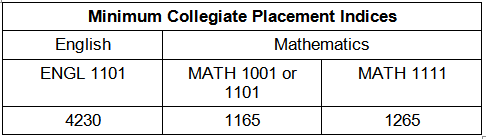 Minimum Collegiate Placement Indices
English Mathematics
ENGL 1101 MATH 1001 or MATH 1111
1101
4230 1165 1265